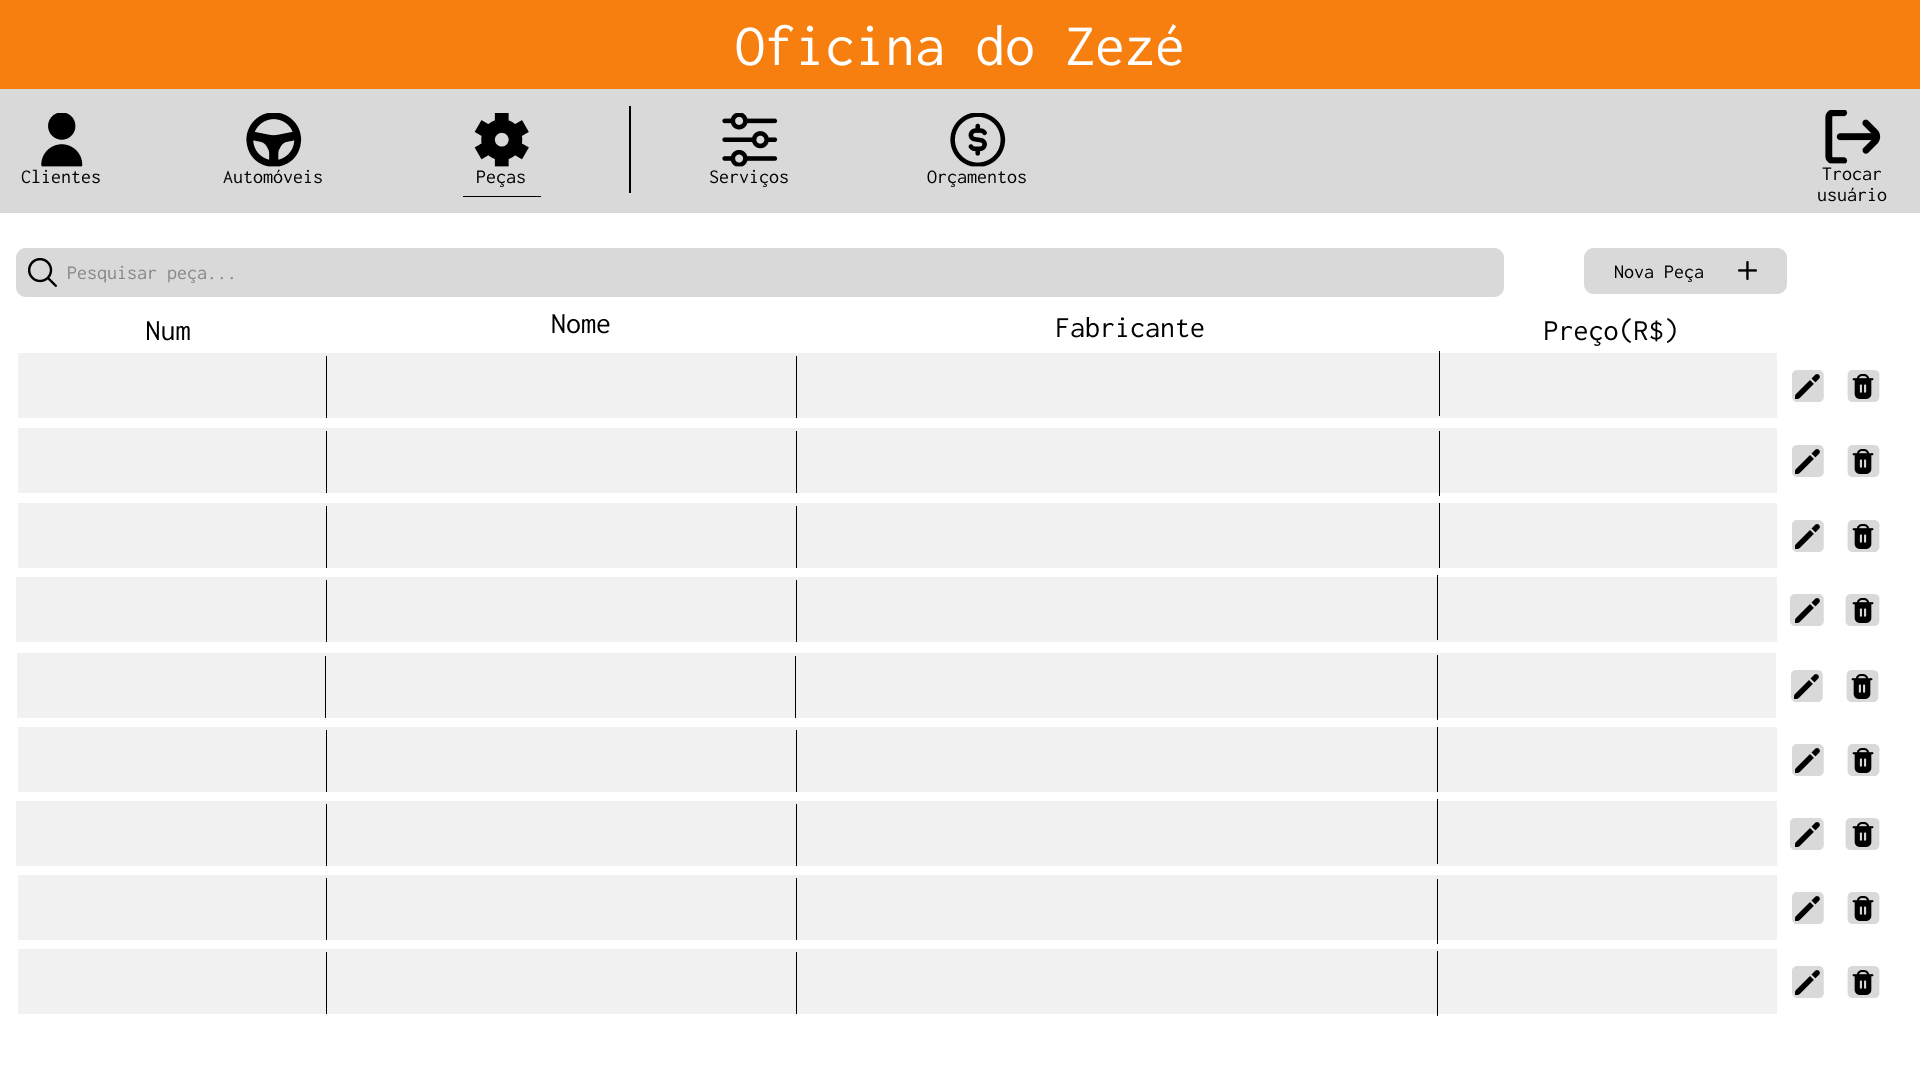 Oficina do Zezé
Clientes
Automóveis
Peças
Serviços
Orçamentos
Trocar
usuário
Pesquisar peça...
Nova Peça +
Num
Nome
Fabricante
Preço(R$)